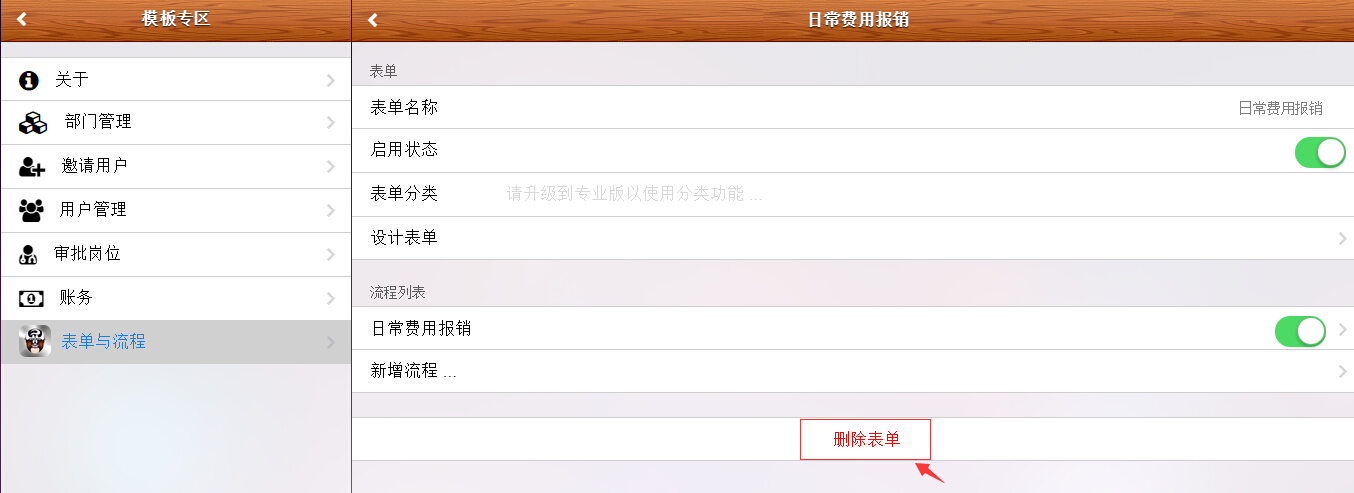 模板专区
关于
部门管理
邀请用户
用户管理
审批岗位
账务
表单与流程
日常费用报销
表单
表单名称 日常费用报销
启用状态
表单分类 请升级到专业版以使用分类功能 ...
设计表单
流程列表
日常费用报销
新增流程 ...
删除表单